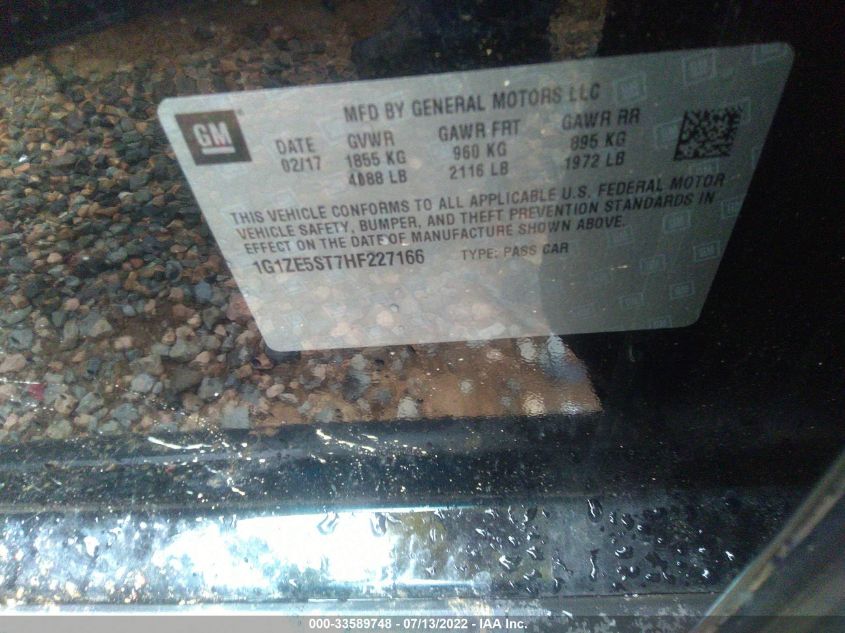 GM
MFD BY GENERAL MOTORS LLC
DATE GVWR GAWR FRT GAWR RR
02/17 1855 KG 960 KG 895 KG
4088 LB 2116 LB 1972 LB
THIS VEHICLE CONFORMS TO ALL APPLICABLE U.S. FEDERAL MOTOR
VEHICLE SAFETY, BUMPER, AND THEFT PREVENTION STANDARDS IN
EFFECT ON THE DATE OF MANUFACTURE SHOWN ABOVE.
1G1ZE5ST7HF227166 TYPE: PASS CAR
000-33589748 - 07/13/2022 - IAA Inc.